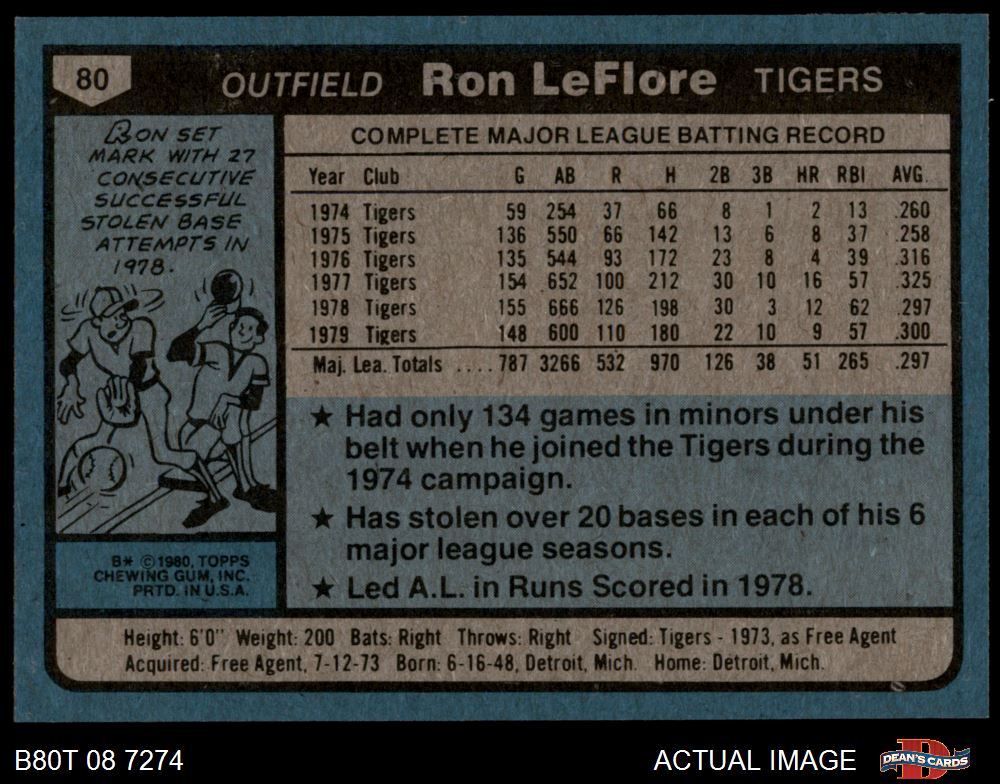 80 OUTFIELD Ron LeFlore TIGERS
RON SET
MARK WITH 27
CONSECUTIVE
SUCCESSFUL
STOLEN BASE
ATTEMPTS IN
1978.
B* ©1980, TOPPS
CHEWING GUM, INC.
PRTD. IN U.S.A.
COMPLETE MAJOR LEAGUE BATTING RECORD
Year Club G AB R H 2B 3B HR RBI AVG.
1974 Tigers 59 254 37 66 8 1 2 13 .260
1975 Tigers 136 550 66 142 13 6 8 37 .258
1976 Tigers 135 544 93 172 23 8 4 39 .316
1977 Tigers 154 652 100 212 30 10 16 57 .325
1978 Tigers 155 666 126 198 30 3 12 62 .297
1979 Tigers 148 600 110 180 22 10 9 57 .300
Maj. Lea. Totals .... 787 3266 532 970 126 38 51 265 .297
★ Had only 134 games in minors under his
belt when he joined the Tigers during the
1974 campaign.
★ Has stolen over 20 bases in each of his 6
major league seasons.
★ Led A.L. in Runs Scored in 1978.
Height: 6'0" Weight: 200 Bats: Right Throws: Right Signed: Tigers - 1973, as Free Agent
Acquired: Free Agent, 7-12-73 Born: 6-16-48, Detroit, Mich. Home: Detroit, Mich.
B80T 08 7274 ACTUAL IMAGE DEAN'S CARDS